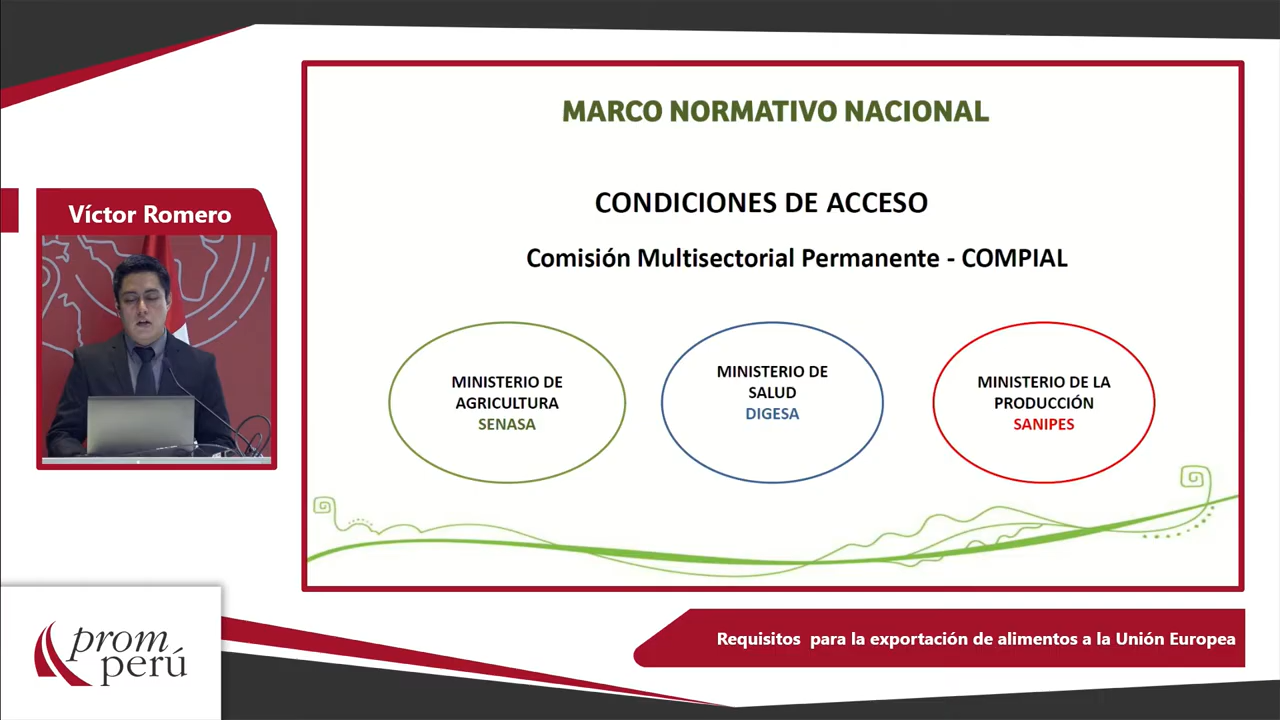 MARCO NORMATIVO NACIONAL
CONDICIONES DE ACCESO
Comisión Multisectorial Permanente - COMPIAL
Víctor Romero
MINISTERIO DE
AGRICULTURA
SENASA
MINISTERIO DE
SALUD
DIGESA
MINISTERIO DE LA
PRODUCCIÓN
SANIPES
Requisitos para la exportación de alimentos a la Unión Europea
prom
perú